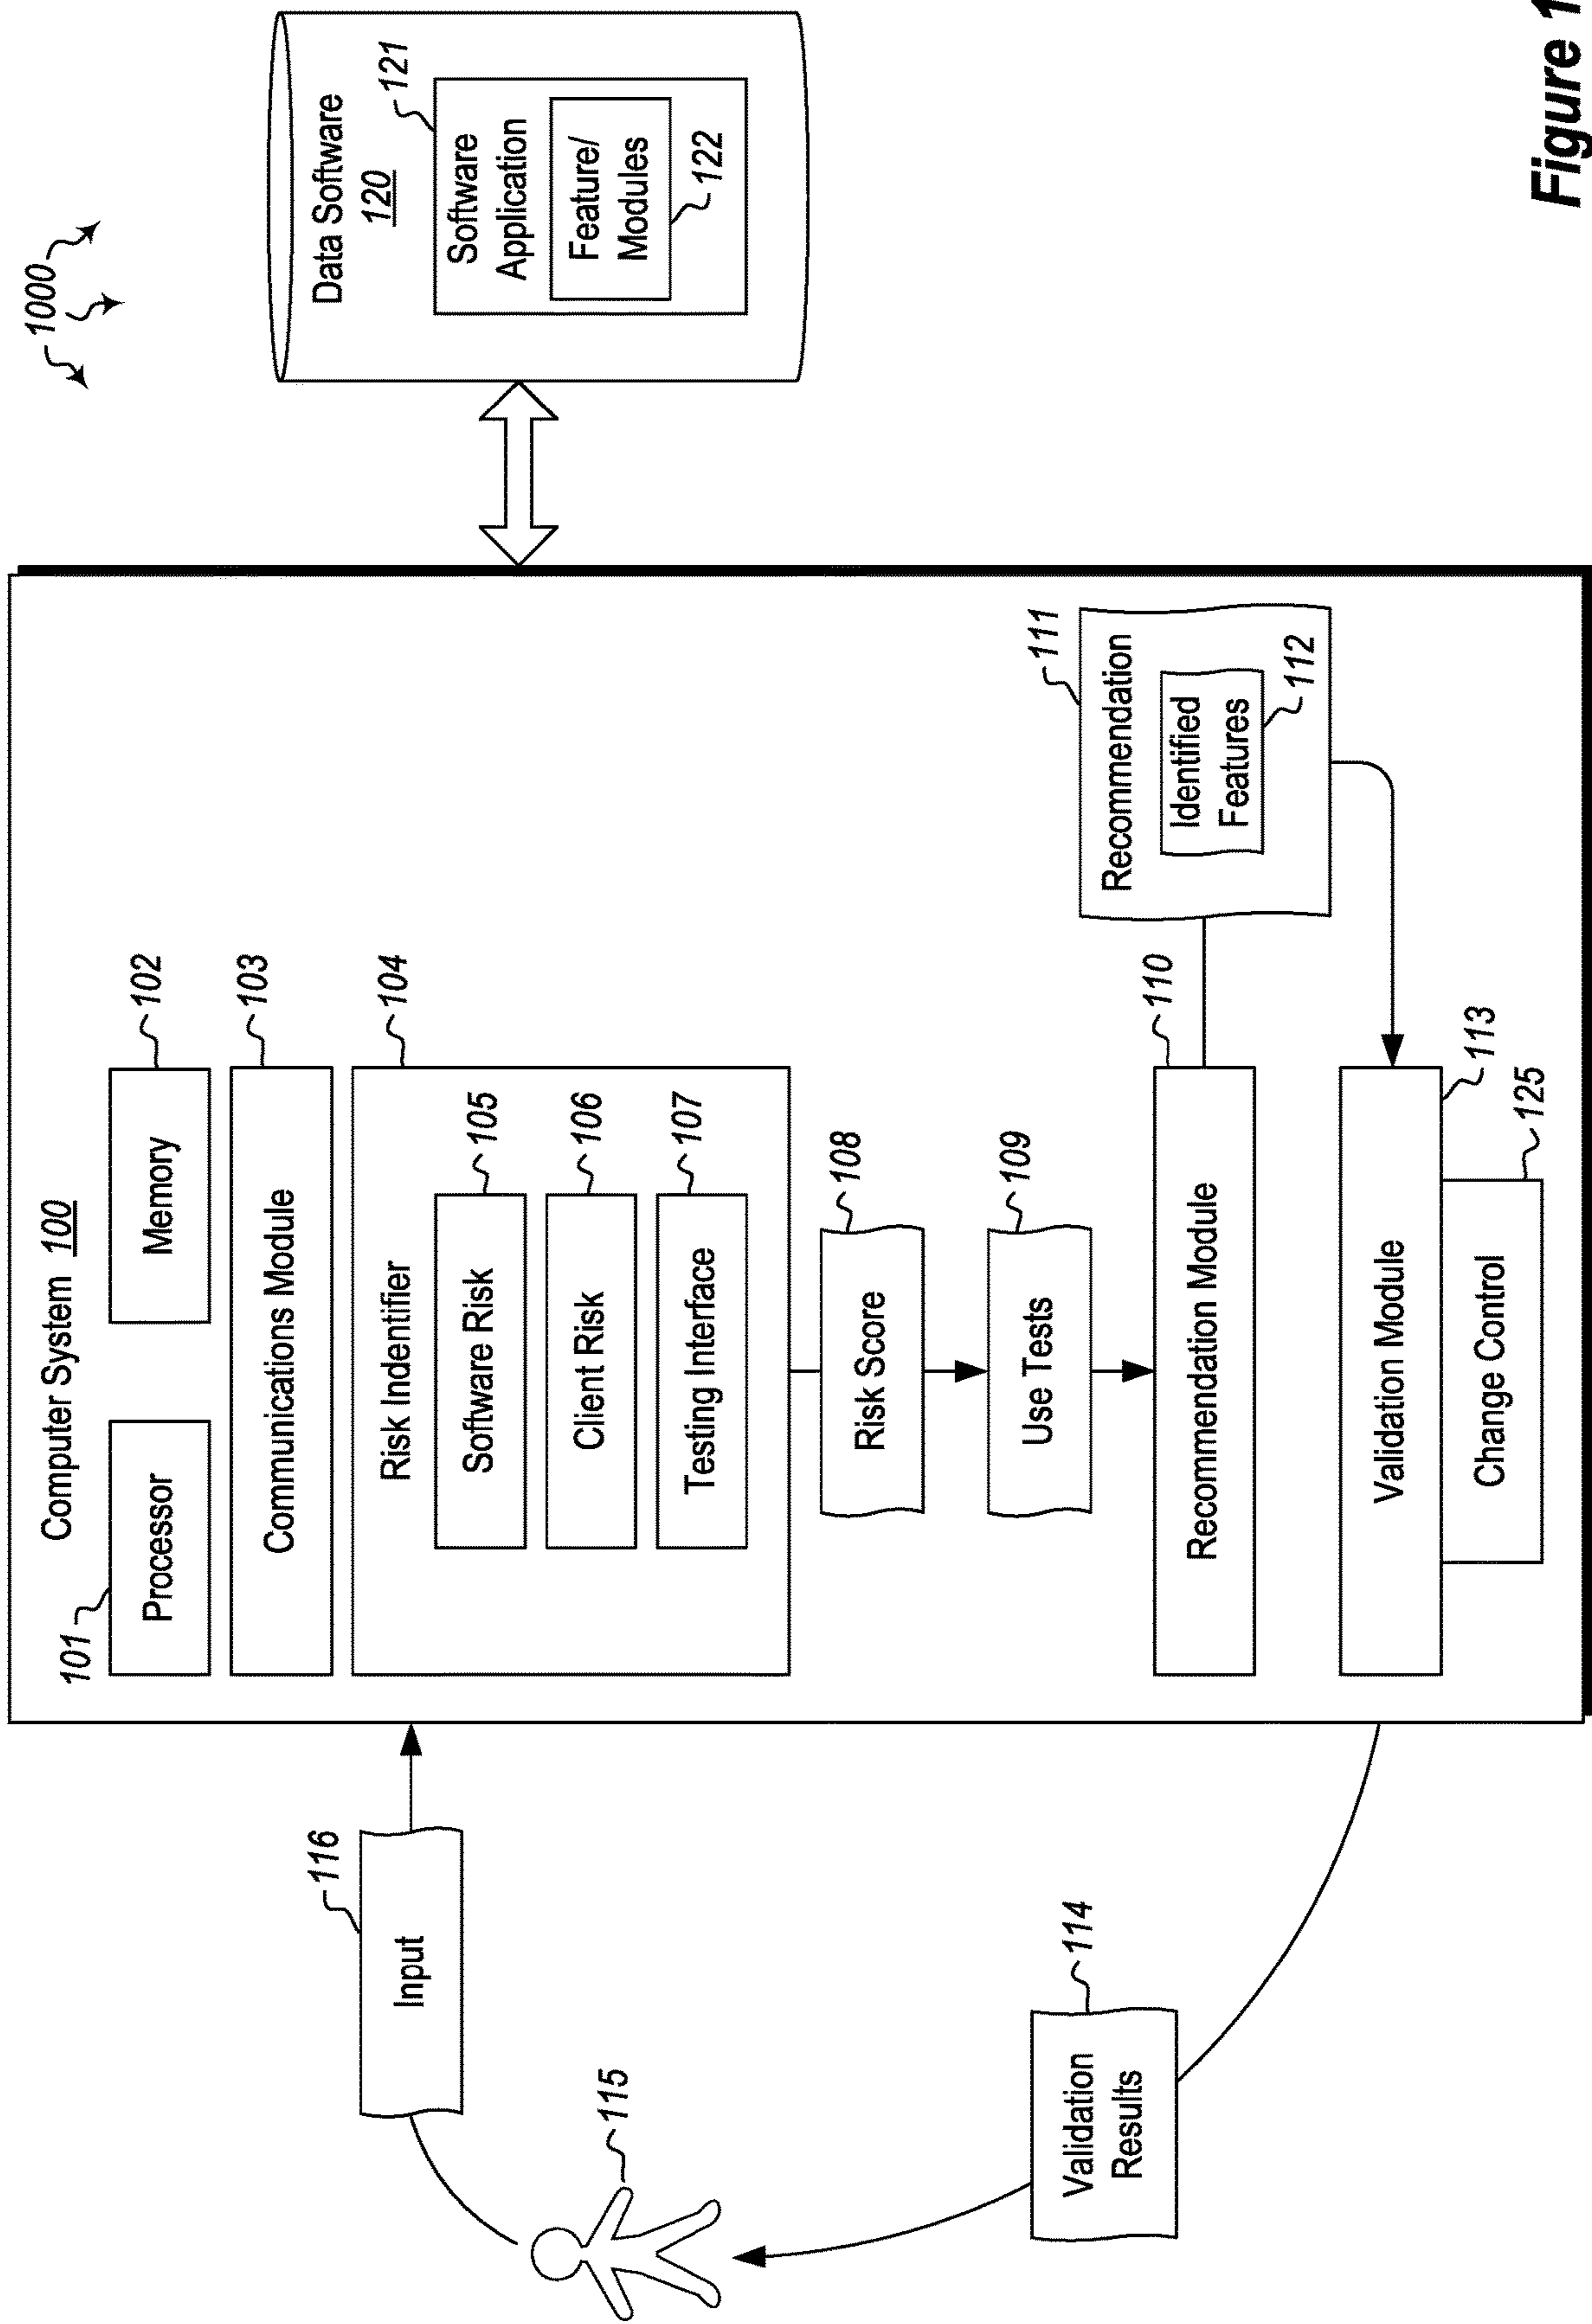 1000
Computer System 100
101
Processor
Memory
102
Communications Module
103
Risk Indentifier
104
Software Risk
105
Client Risk
106
Testing Interface
107
Risk Score
108
Use Tests
109
Recommendation Module
110
Recommendation
111
Identified
Features
112
Validation Module
113
Change Control
125
116
Input
115
Validation
Results
114
Data Software
120
Software
Application
121
Feature/
Modules
122
Figure 1